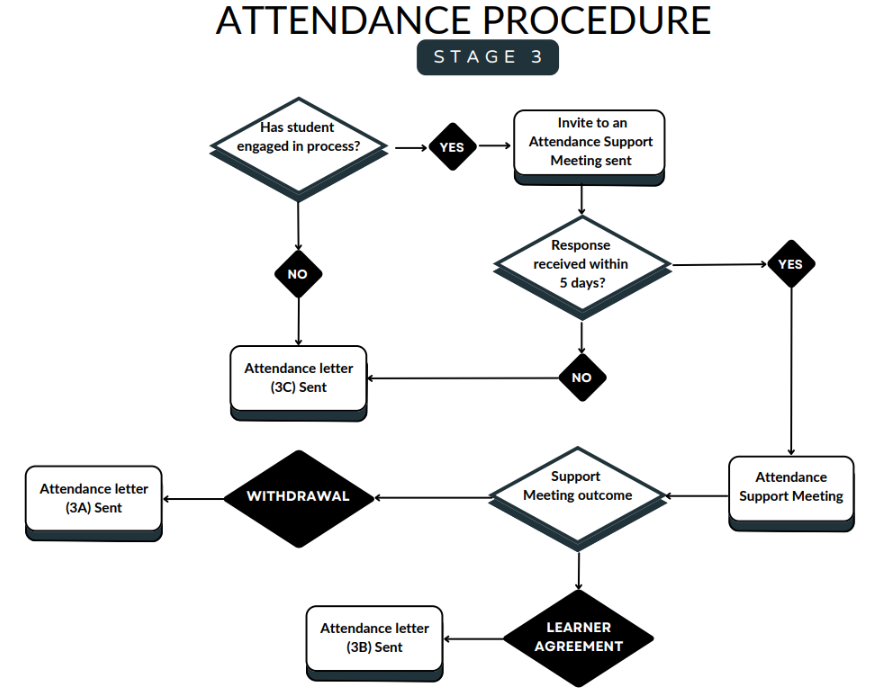 ATTENDANCE PROCEDURE
STAGE 3
Has student
engaged in process?
YES
Invite to an
Attendance Support
Meeting sent
Response
received within
5 days?
YES
NO
NO
Attendance letter
(3C) Sent
Attendance letter
(3A) Sent
WITHDRAWAL
Support
Meeting outcome
Attendance
Support Meeting
Attendance letter
(3B) Sent
LEARNER
AGREEMENT